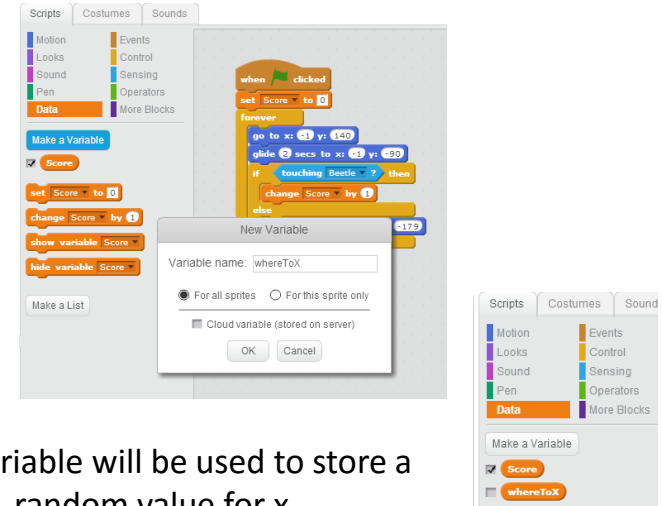 Scripts Costumes Sounds
Motion Events
Looks Control
Sound Sensing
Pen Operators
Data More Blocks
Make a Variable
Score
set Score to 0
change Score by 1
show variable Score
hide variable Score
Make a List
when clicked
set Score to 0
forever
go to x: -1 y: 140
glide 2 secs to x: -1 y: -90
if touching Beetle ? then
change Score by 1
else
-179
New Variable
Variable name: whereToX
For all sprites For this sprite only
Cloud variable (stored on server)
OK Cancel
Scripts Costumes Sound
Motion Events
Looks Control
Sound Sensing
Pen Operators
Data More Blocks
Make a Variable
Score
whereToX
riable will be used to store a
random value for x